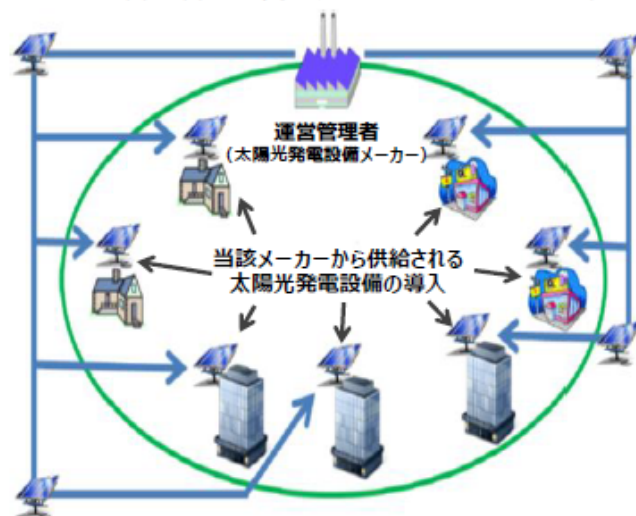 運営管理者
(太陽光発電設備メーカー)
当該メーカーから供給される
太陽光発電設備の導入